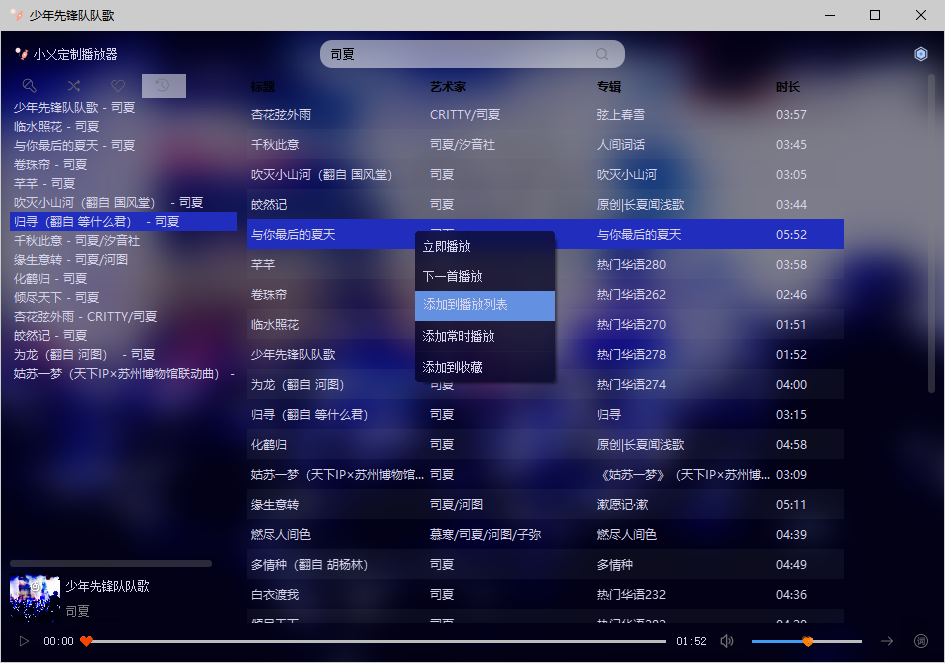 少年先锋队队歌
小乂定制播放器
司夏
少年先锋队队歌 - 司夏
临水照花 - 司夏
与你最后的夏天 - 司夏
卷珠帘 - 司夏
芊芊 - 司夏
吹灭小山河（翻自 国风堂） - 司夏
归寻（翻自 等什么君） - 司夏
千秋此意 - 司夏/汐音社
缘生意转 - 司夏/河图
化鹤归 - 司夏
倾尽天下 - 司夏
杏花弦外雨 - CRITTY/司夏
皎然记 - 司夏
为龙（翻自 河图） - 司夏
姑苏一梦（天下IP×苏州博物馆联动曲） -
标题 艺术家 专辑 时长
杏花弦外雨 CRITTY/司夏 弦上春雪 03:57
千秋此意 司夏/汐音社 人间词话 03:45
吹灭小山河（翻自 国风堂） 司夏 吹灭小山河 03:05
皎然记 司夏 原创|长夏闻浅歌 03:44
与你最后的夏天 与你最后的夏天 05:52
芊芊 热门华语280 03:58
卷珠帘 热门华语262 02:46
临水照花 热门华语270 01:51
少年先锋队队歌 热门华语278 01:52
为龙（翻自 河图） 司夏 热门华语274 04:00
归寻（翻自 等什么君） 司夏 归寻 03:15
化鹤归 司夏 原创|长夏闻浅歌 04:58
姑苏一梦（天下IP×苏州博物馆... 司夏 《姑苏一梦》（天下IP×苏州博... 03:09
缘生意转 司夏/河图 漱愿记·漱 05:11
燃尽人间色 慕寒/司夏/河图/子弥 燃尽人间色 04:39
多情种（翻自 胡杨林） 司夏 多情种 04:49
白衣渡我 司夏 热门华语232 04:36
立即播放
下一首播放
添加到播放列表
添加常时播放
添加到收藏
少年先锋队队歌
司夏
00:00 01:52 词